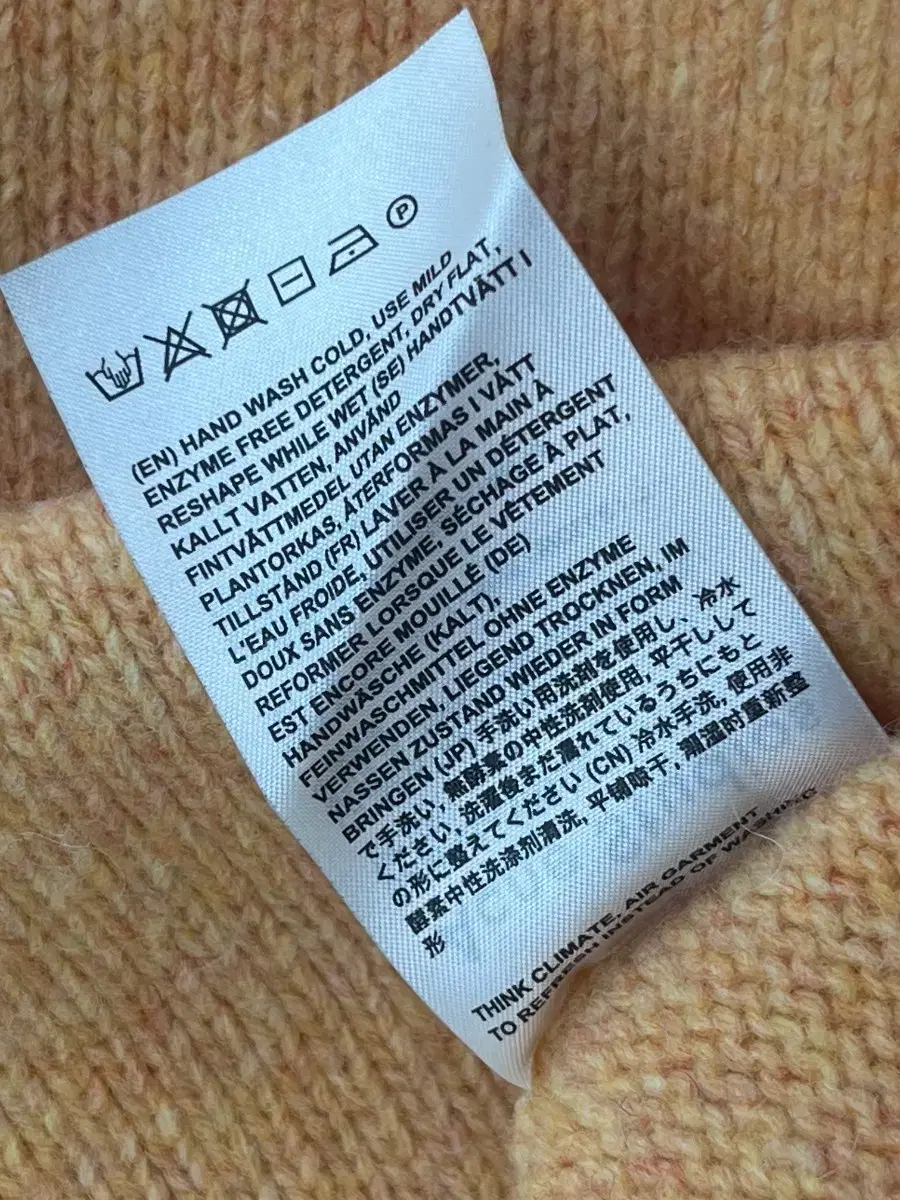 P
(EN) HAND WASH COLD, USE MILD
ENZYME FREE DETERGENT, DRY FLAT,
RESHAPE WHILE WET (SE) HANDTVÄTT I
KALLT VATTEN, ANVÄND
FINTVÄTTMEDEL UTAN ENZYMER,
PLANTORKAS, ÅTERFORMAS I VÅTT
TILLSTÅND (FR) LAVER À LA MAIN À
L'EAU FROIDE, UTILISER UN DÉTERGENT
DOUX SANS ENZYME, SÉCHAGE À PLAT,
REFORMER LORSQUE LE VÊTEMENT
EST ENCORE MOUILLÉ (DE)
HANDWÄSCHE (KALT),
FEINWASCHMITTEL OHNE ENZYME
VERWENDEN, LIEGEND TROCKNEN, IM
NASSEN ZUSTAND WIEDER IN FORM
BRINGEN (JP) 手洗い用洗剤を使用し、冷水
で手洗い, 無酵素の中性洗剤使用, 平干しして
ください, 洗濯後まだ濡れているうちにもと
の形に整えてください (CN) 冷水手洗, 使用非
酵素中性洗涤剂清洗, 平铺晾干, 潮湿时重新整
形
THINK CLIMATE, AIR GARMENT
TO REFRESH INSTEAD OF WASHING